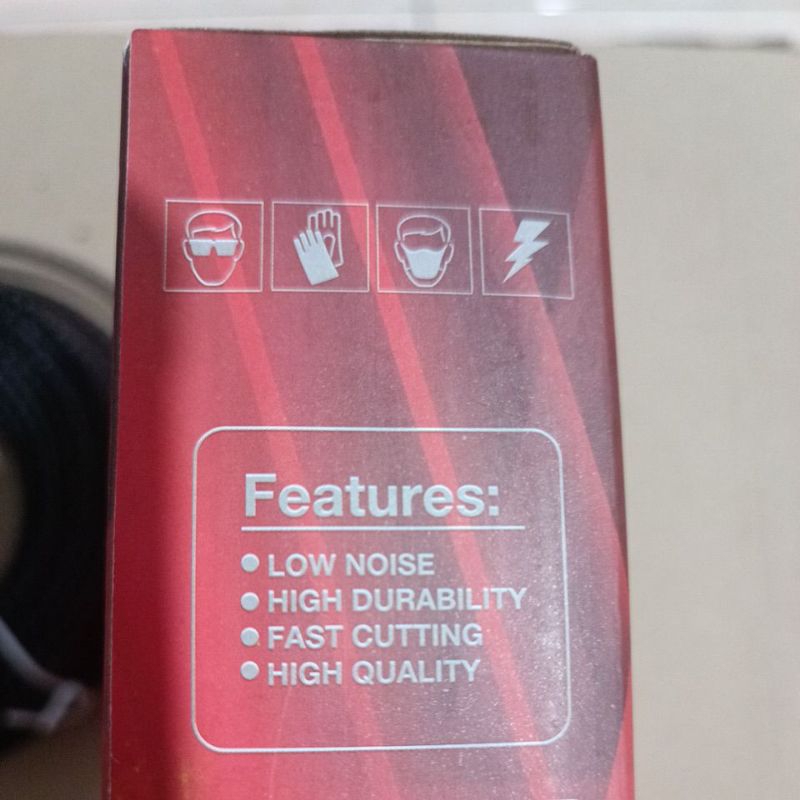 Features:
LOW NOISE
HIGH DURABILITY
FAST CUTTING
HIGH QUALITY